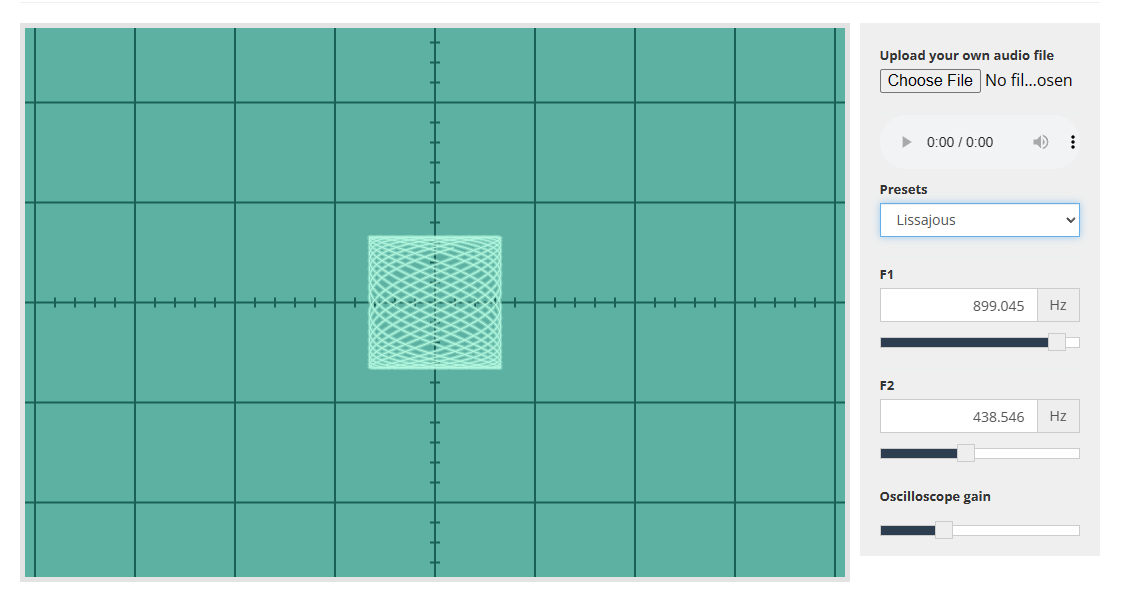 Upload your own audio file
Choose File No fil...osen
0:00 / 0:00
Presets
Lissajous
F1
899.045 Hz
F2
438.546 Hz
Oscilloscope gain